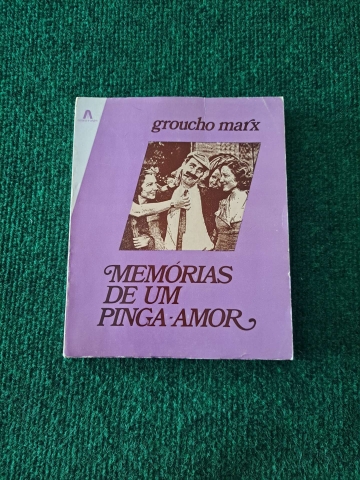 groucho marx
MEMÓRIAS
DE UM
PINGA-AMOR